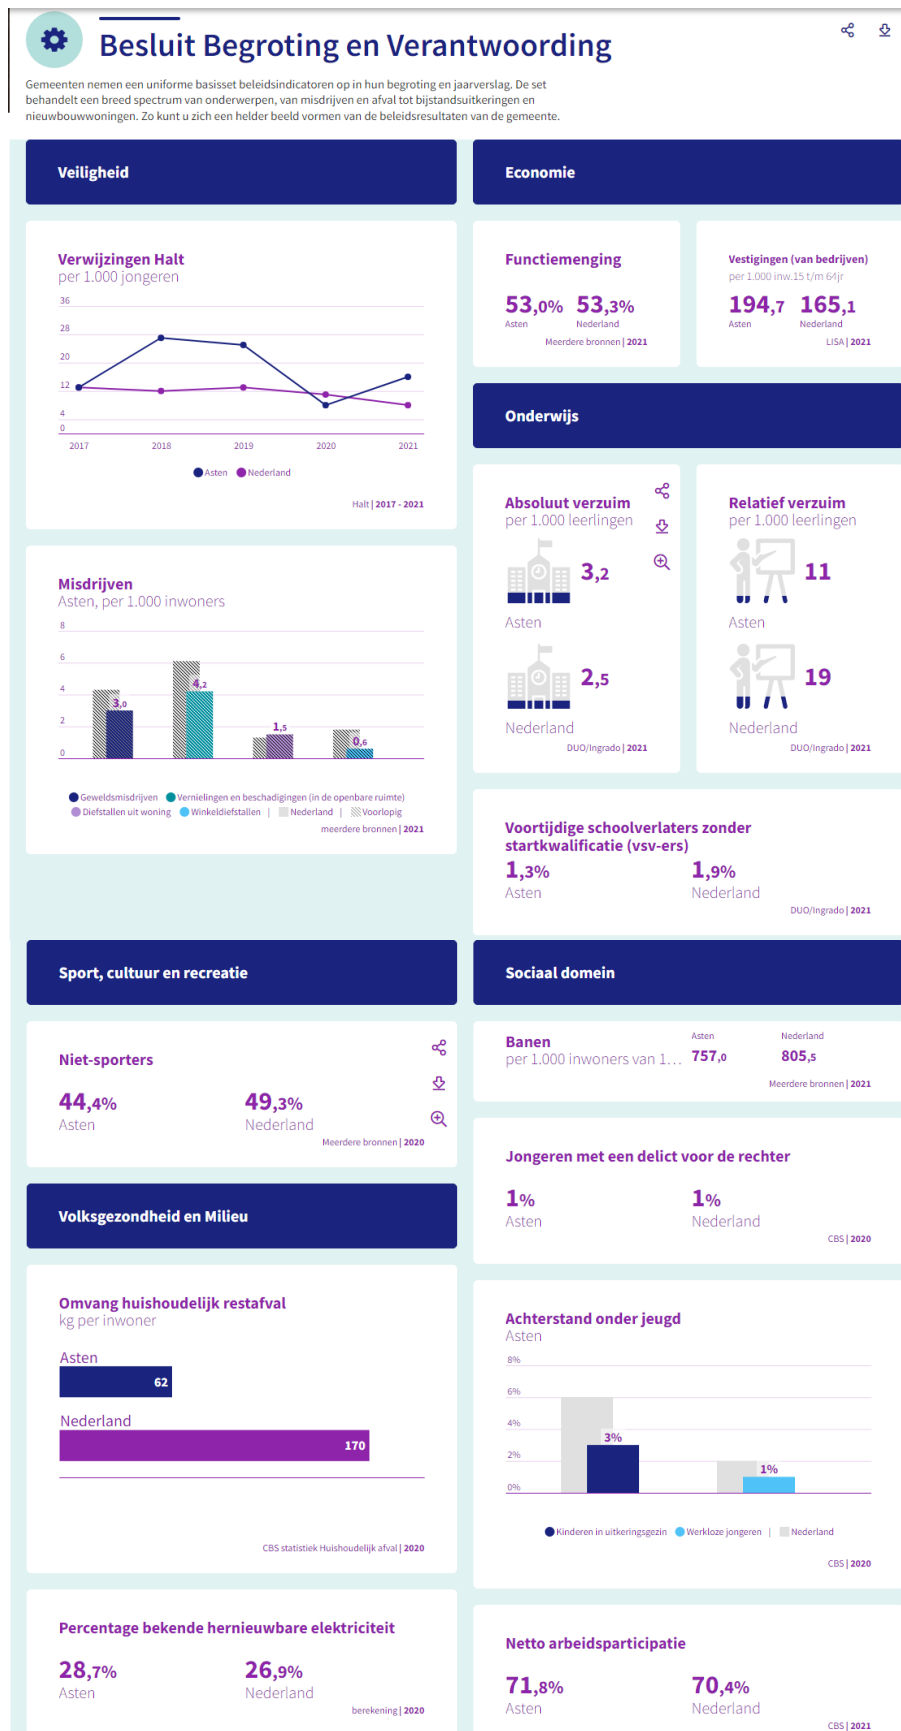 Besluit Begroting en Verantwoording
Gemeenten nemen een uniforme basisset beleidsindicatoren op in hun begroting en jaarverslag. De set
behandelt een breed spectrum van onderwerpen, van misdrijven en afval tot bijstandsuitkeringen en
nieuwbouwwoningen. Zo kunt u zich een helder beeld vormen van de beleidsresultaten van de gemeente.
Veiligheid
Verwijzingen Halt
per 1.000 jongeren
36
28
20
12
4
0
2017 2018 2019 2020 2021
Asten Nederland
Halt | 2017 - 2021
Misdrijven
Asten, per 1.000 inwoners
8
6
4
2
0
3,0
4,2
1,5
0,6
Geweldsmisdrijven Vernielingen en beschadigingen (in de openbare ruimte)
Diefstallen uit woning Winkeldiefstallen | Nederland | Voorlopig
meerdere bronnen | 2021
Economie
Functiemenging
53,0% 53,3%
Asten Nederland
Meerdere bronnen | 2021
Vestigingen (van bedrijven)
per 1.000 inw.15 t/m 64jr
194,7 165,1
Asten Nederland
LISA | 2021
Onderwijs
Absoluut verzuim
per 1.000 leerlingen
3,2
Asten
2,5
Nederland
DUO/Ingrado | 2021
Relatief verzuim
per 1.000 leerlingen
11
Asten
19
Nederland
DUO/Ingrado | 2021
Voortijdige schoolverlaters zonder
startkwalificatie (vsv-ers)
1,3% 1,9%
Asten Nederland
DUO/Ingrado | 2021
Sport, cultuur en recreatie
Niet-sporters
44,4% 49,3%
Asten Nederland
Meerdere bronnen | 2020
Volksgezondheid en Milieu
Omvang huishoudelijk restafval
kg per inwoner
Asten
62
Nederland
170
CBS statistiek Huishoudelijk afval | 2020
Percentage bekende hernieuwbare elektriciteit
28,7% 26,9%
Asten Nederland
berekening | 2020
Sociaal domein
Banen
per 1.000 inwoners van 1...
Asten Nederland
757,0 805,5
Meerdere bronnen | 2021
Jongeren met een delict voor de rechter
1% 1%
Asten Nederland
CBS | 2020
Achterstand onder jeugd
Asten
8%
6%
4%
2%
0%
3%
1%
Kinderen in uitkeringsgezin Werkloze jongeren | Nederland
CBS | 2020
Netto arbeidsparticipatie
71,8% 70,4%
Asten Nederland
CBS | 2021